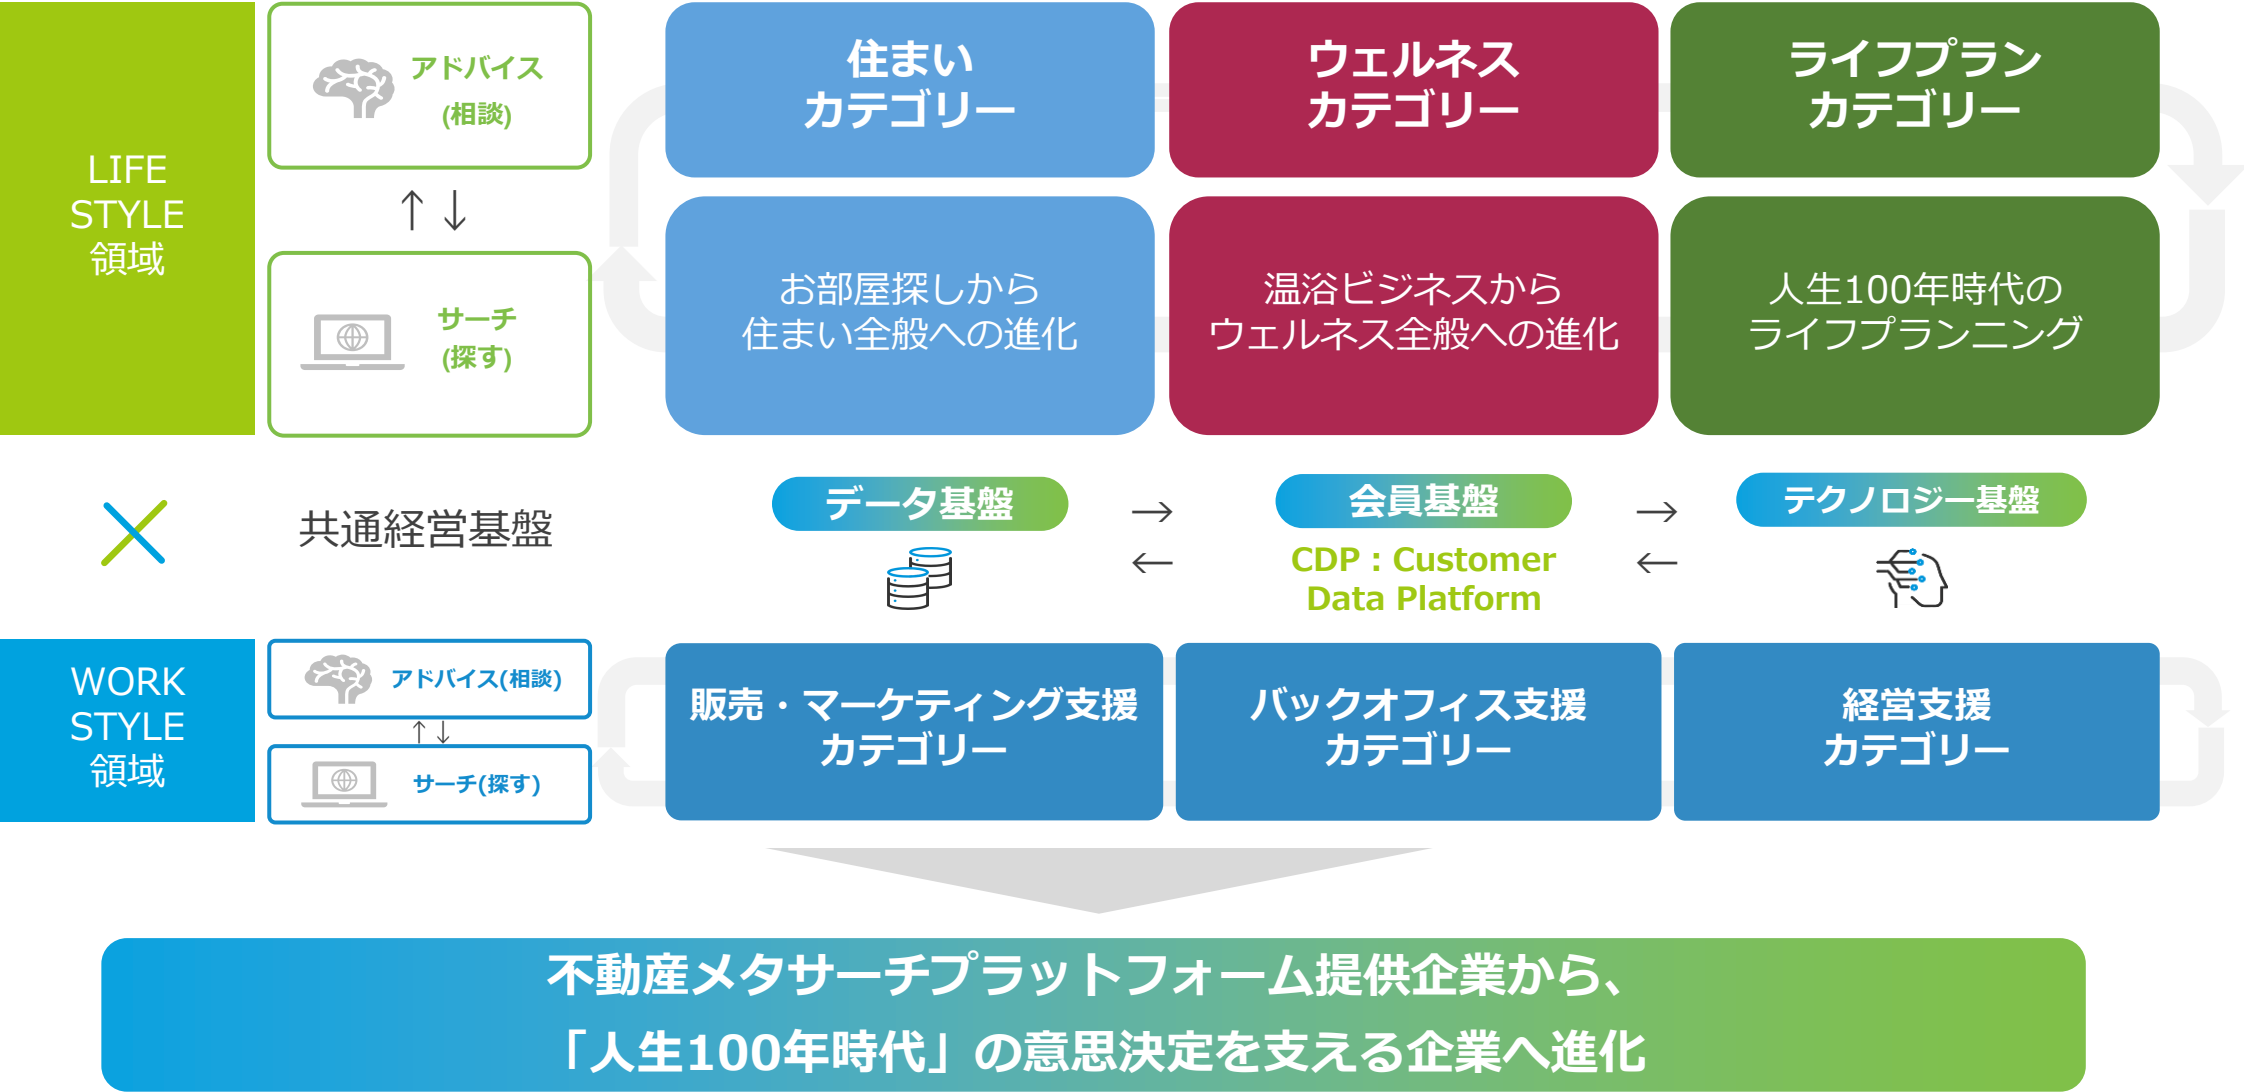 LIFE
STYLE
領域
アドバイス
(相談)
↑↓
サーチ
(探す)
住まい
カテゴリー
ウェルネス
カテゴリー
ライフプラン
カテゴリー
お部屋探しから
住まい全般への進化
温浴ビジネスから
ウェルネス全般への進化
人生100年時代の
ライフプランニング
共通経営基盤
データ基盤
→
←
会員基盤
CDP：Customer
Data Platform
→
←
テクノロジー基盤
WORK
STYLE
領域
アドバイス(相談)
↑↓
サーチ(探す)
販売・マーケティング支援
カテゴリー
バックオフィス支援
カテゴリー
経営支援
カテゴリー
不動産メタサーチプラットフォーム提供企業から、
「人生100年時代」の意思決定を支える企業へ進化